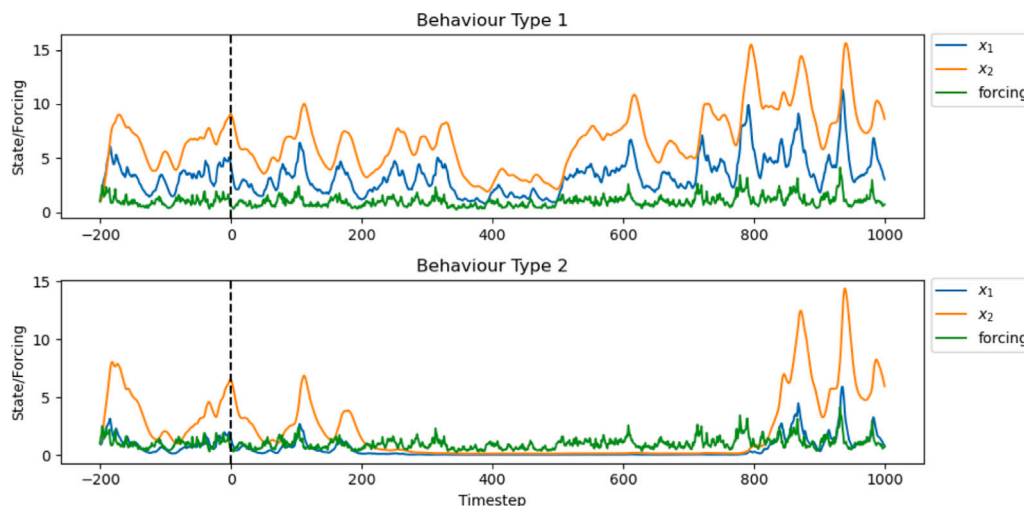 Behaviour Type 1
State/Forcing
15
10
5
0
−200 0 200 400 600 800 1000
x₁
x₂
forcing
Behaviour Type 2
State/Forcing
15
10
5
0
−200 0 200 400 600 800 1000
Timestep
x₁
x₂
forcing